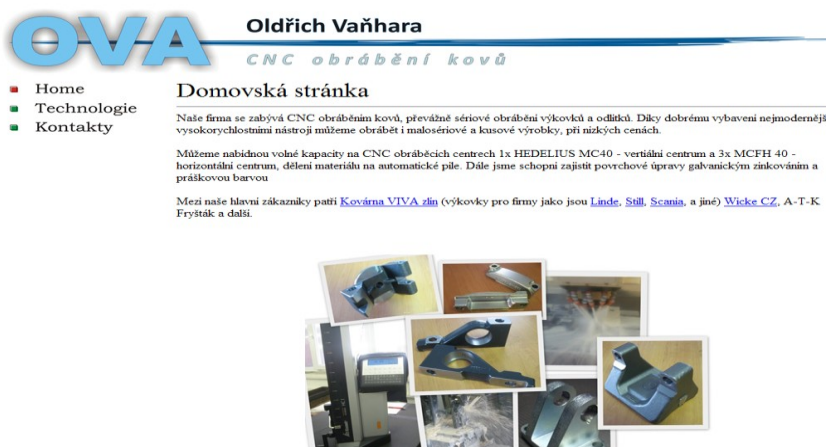 OVA
Oldřich Vaňhara
CNC obrábění kovů
Home
Technologie
Kontakty
Domovská stránka
Naše firma se zabývá CNC obráběním kovů, převážně sériové obrábění výkovků a odlitků. Díky dobrému vybavení nejmodernějš
vysokorychlostními nástroji můžeme obrábět i malosériové a kusové výrobky, při nízkých cenách.
Můžeme nabídnou volné kapacity na CNC obráběcích centrech 1x HEDELIUS MC40 - vertiální centrum a 3x MCFH 40 -
horizontální centrum, dělení materiálu na automatické pile. Dále jsme schopni zajistit povrchové úpravy galvanickým zinkováním a
práškovou barvou
Mezi naše hlavní zákazníky patří Kovárna VIVA zlín (výkovky pro firmy jako jsou Linde, Still, Scania, a jiné) Wicke CZ, A-T-K
Fryšták a další.